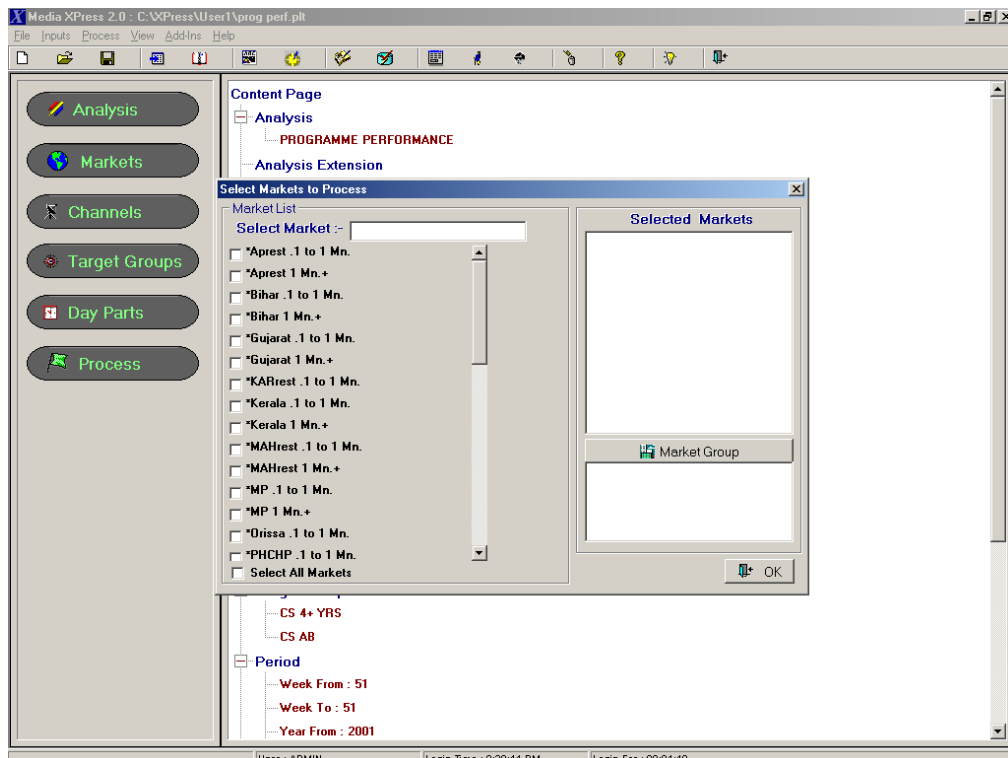 Media XPress 2.0 : C:\XPress\User1\prog perf.plt
File Inputs Process View Add-Ins Help
Analysis
Markets
Channels
Target Groups
Day Parts
Process
Content Page
Analysis
PROGRAMME PERFORMANCE
Analysis Extension
Select Markets to Process
Market List
Select Market :-
*Aprest .1 to 1 Mn.
*Aprest 1 Mn.+
*Bihar .1 to 1 Mn.
*Bihar 1 Mn.+
*Gujarat .1 to 1 Mn.
*Gujarat 1 Mn.+
*KARrest .1 to 1 Mn.
*Kerala .1 to 1 Mn.
*Kerala 1 Mn.+
*MAHrest .1 to 1 Mn.
*MAHrest 1 Mn.+
*MP .1 to 1 Mn.
*MP 1 Mn.+
*Orissa .1 to 1 Mn.
*PHCHP .1 to 1 Mn.
Select All Markets
Selected Markets
Market Group
OK
CS 4+ YRS
CS AB
Period
Week From : 51
Week To : 51
Year From : 2001